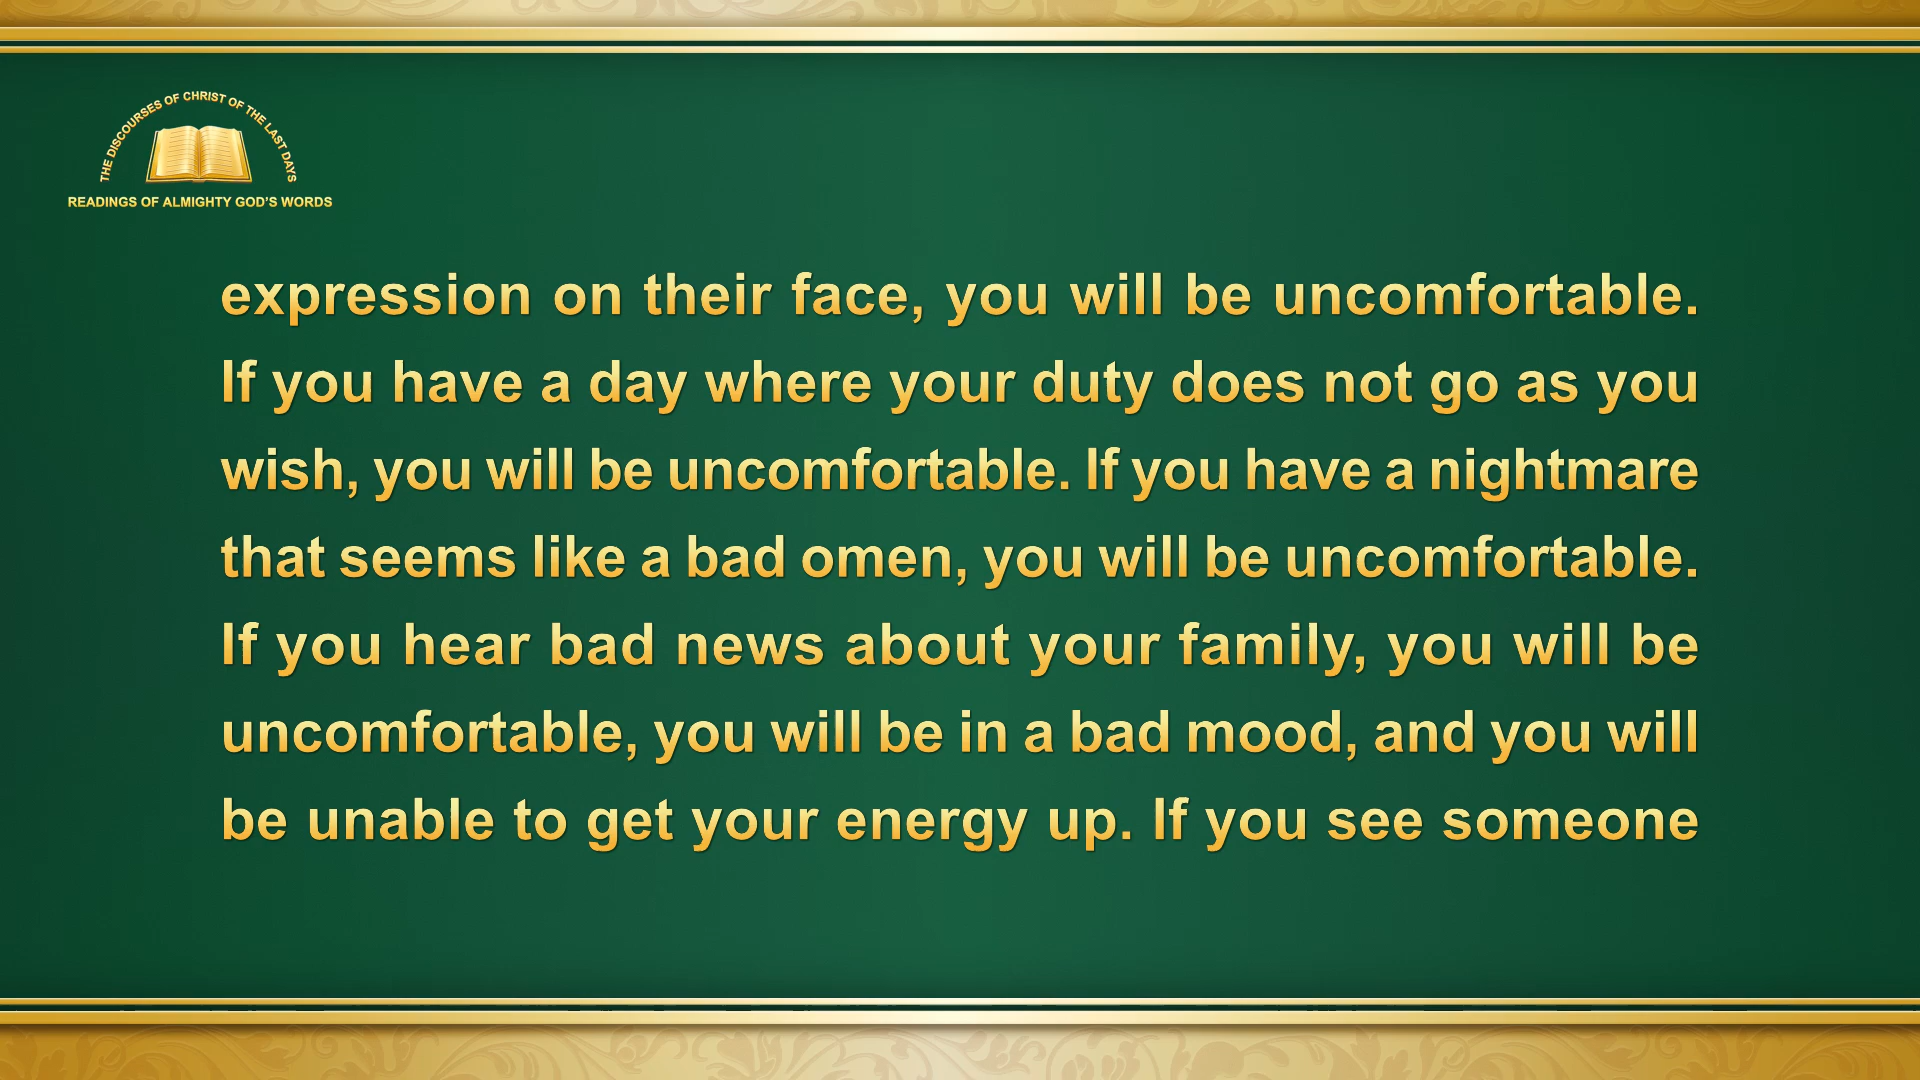 THE DISCOURSES OF CHRIST OF THE LAST DAYS
READINGS OF ALMIGHTY GOD'S WORDS
expression on their face, you will be uncomfortable.
If you have a day where your duty does not go as you
wish, you will be uncomfortable. If you have a nightmare
that seems like a bad omen, you will be uncomfortable.
If you hear bad news about your family, you will be
uncomfortable, you will be in a bad mood, and you will
be unable to get your energy up. If you see someone